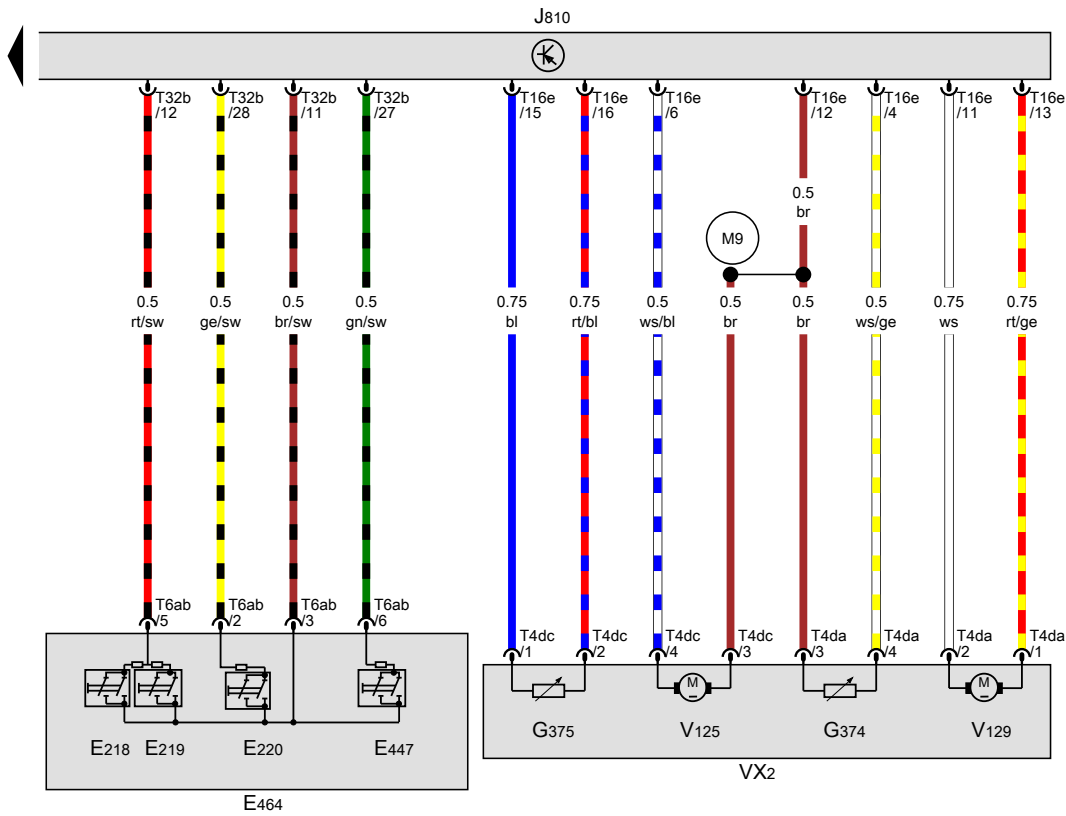 J810
T32b
/12
T32b
/28
T32b
/11
T32b
/27
T16e
/15
T16e
/16
T16e
/6
T16e
/12
T16e
/4
T16e
/11
T16e
/13
0.5
br
M9
0.5
rt/sw
0.5
ge/sw
0.5
br/sw
0.5
gn/sw
0.75
bl
0.75
rt/bl
0.5
ws/bl
0.5
br
0.5
br
0.5
ws/ge
0.75
ws
0.75
rt/ge
T6ab
/5
T6ab
/2
T6ab
/3
T6ab
/6
T4dc
/1
T4dc
/2
T4dc
/4
T4dc
/3
T4da
/3
T4da
/4
T4da
/2
T4da
/1
M
M
E218
E219
E220
E447
G375
V125
G374
V129
E464
VX2